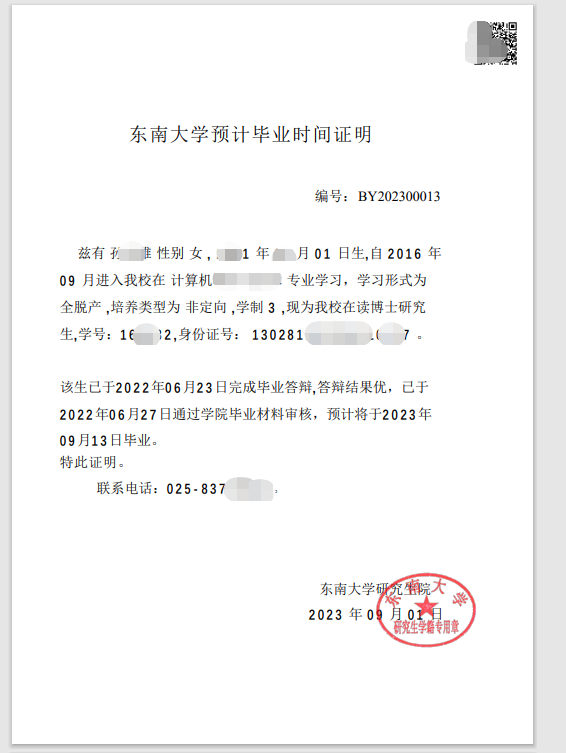 东南大学预计毕业时间证明
编号：BY202300013
兹有 孙 性别 女 , 1 年 月 01 日生,自 2016 年
09 月进入我校在 计算机 专业学习，学习形式为
全脱产 ,培养类型为 非定向 ,学制 3 ,现为我校在读博士研究
生,学号：16 32,身份证号： 130281 7 。
该生已于2022年06月23日完成毕业答辩,答辩结果优，已于
2022年06月27日通过学院毕业材料审核，预计将于2023年
09月13日毕业。
特此证明。
联系电话：025-837 。
东南大学研究生院
2023 年 09 月 01 日
东南大学
研究生学籍专用章